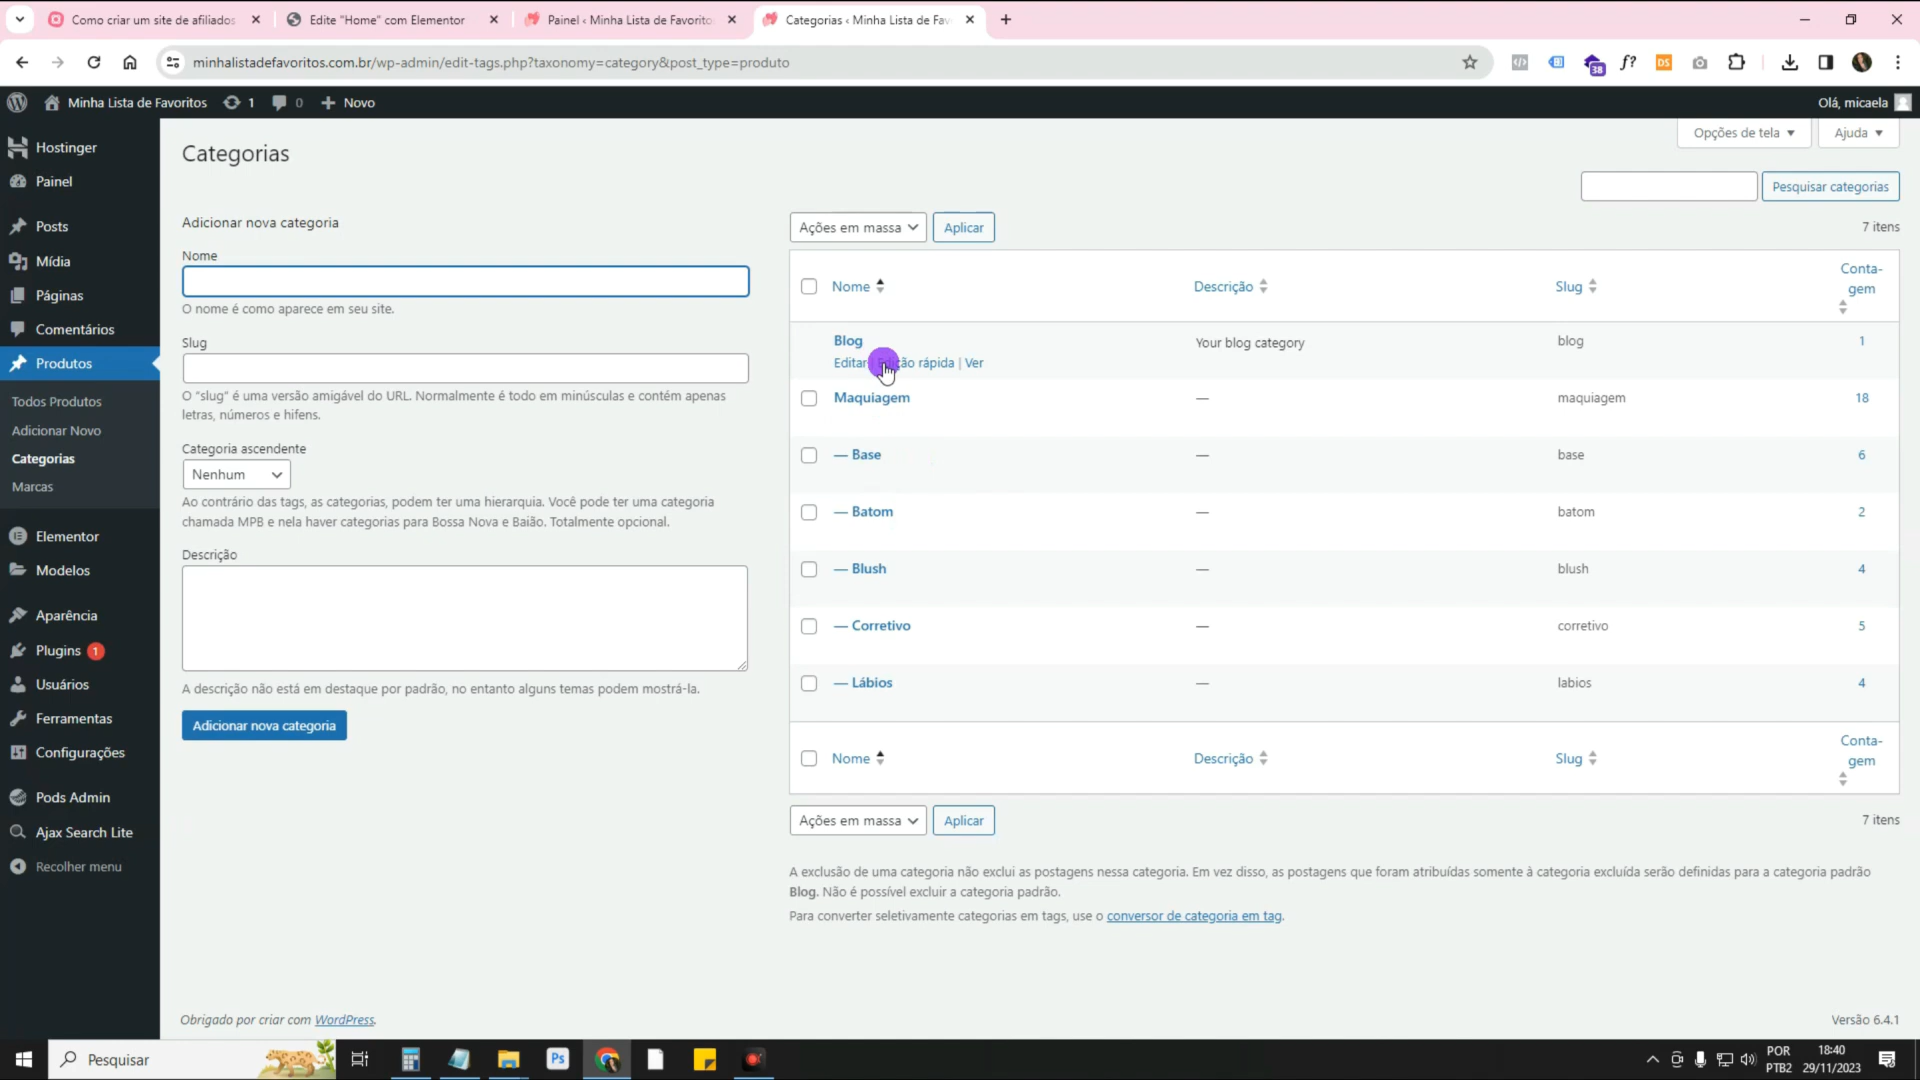 Como criar um site de afiliados
Edite "Home" com Elementor
Painel ‹ Minha Lista de Favorito
Categorias ‹ Minha Lista de Fav
minhalistadefavoritos.com.br/wp-admin/edit-tags.php?taxonomy=category&post_type=produto
38
f?
DS
Minha Lista de Favoritos
1
0
Novo
Olá, micaela
Hostinger
Painel
Posts
Mídia
Páginas
Comentários
Produtos
Todos Produtos
Adicionar Novo
Categorias
Marcas
Elementor
Modelos
Aparência
Plugins 1
Usuários
Ferramentas
Configurações
Pods Admin
Ajax Search Lite
Recolher menu
Opções de tela
Ajuda
Categorias
Pesquisar categorias
Adicionar nova categoria
Nome
O nome é como aparece em seu site.
Slug
O "slug" é uma versão amigável do URL. Normalmente é todo em minúsculas e contém apenas
letras, números e hifens.
Categoria ascendente
Nenhum
Ao contrário das tags, as categorias, podem ter uma hierarquia. Você pode ter uma categoria
chamada MPB e nela haver categorias para Bossa Nova e Baião. Totalmente opcional.
Descrição
A descrição não está em destaque por padrão, no entanto alguns temas podem mostrá-la.
Adicionar nova categoria
Ações em massa
Aplicar
7 itens
Nome
Descrição
Slug
Conta-
gem
Blog
Your blog category
blog
1
Editar | Edição rápida | Ver
Maquiagem
—
maquiagem
18
— Base
—
base
6
— Batom
—
batom
2
— Blush
—
blush
4
— Corretivo
—
corretivo
5
— Lábios
—
labios
4
Nome
Descrição
Slug
Conta-
gem
Ações em massa
Aplicar
7 itens
A exclusão de uma categoria não exclui as postagens nessa categoria. Em vez disso, as postagens que foram atribuídas somente à categoria excluída serão definidas para a categoria padrão
Blog. Não é possível excluir a categoria padrão.
Para converter seletivamente categorias em tags, use o conversor de categoria em tag.
Obrigado por criar com WordPress.
Versão 6.4.1
Pesquisar
Ps
POR
PTB2
18:40
29/11/2023